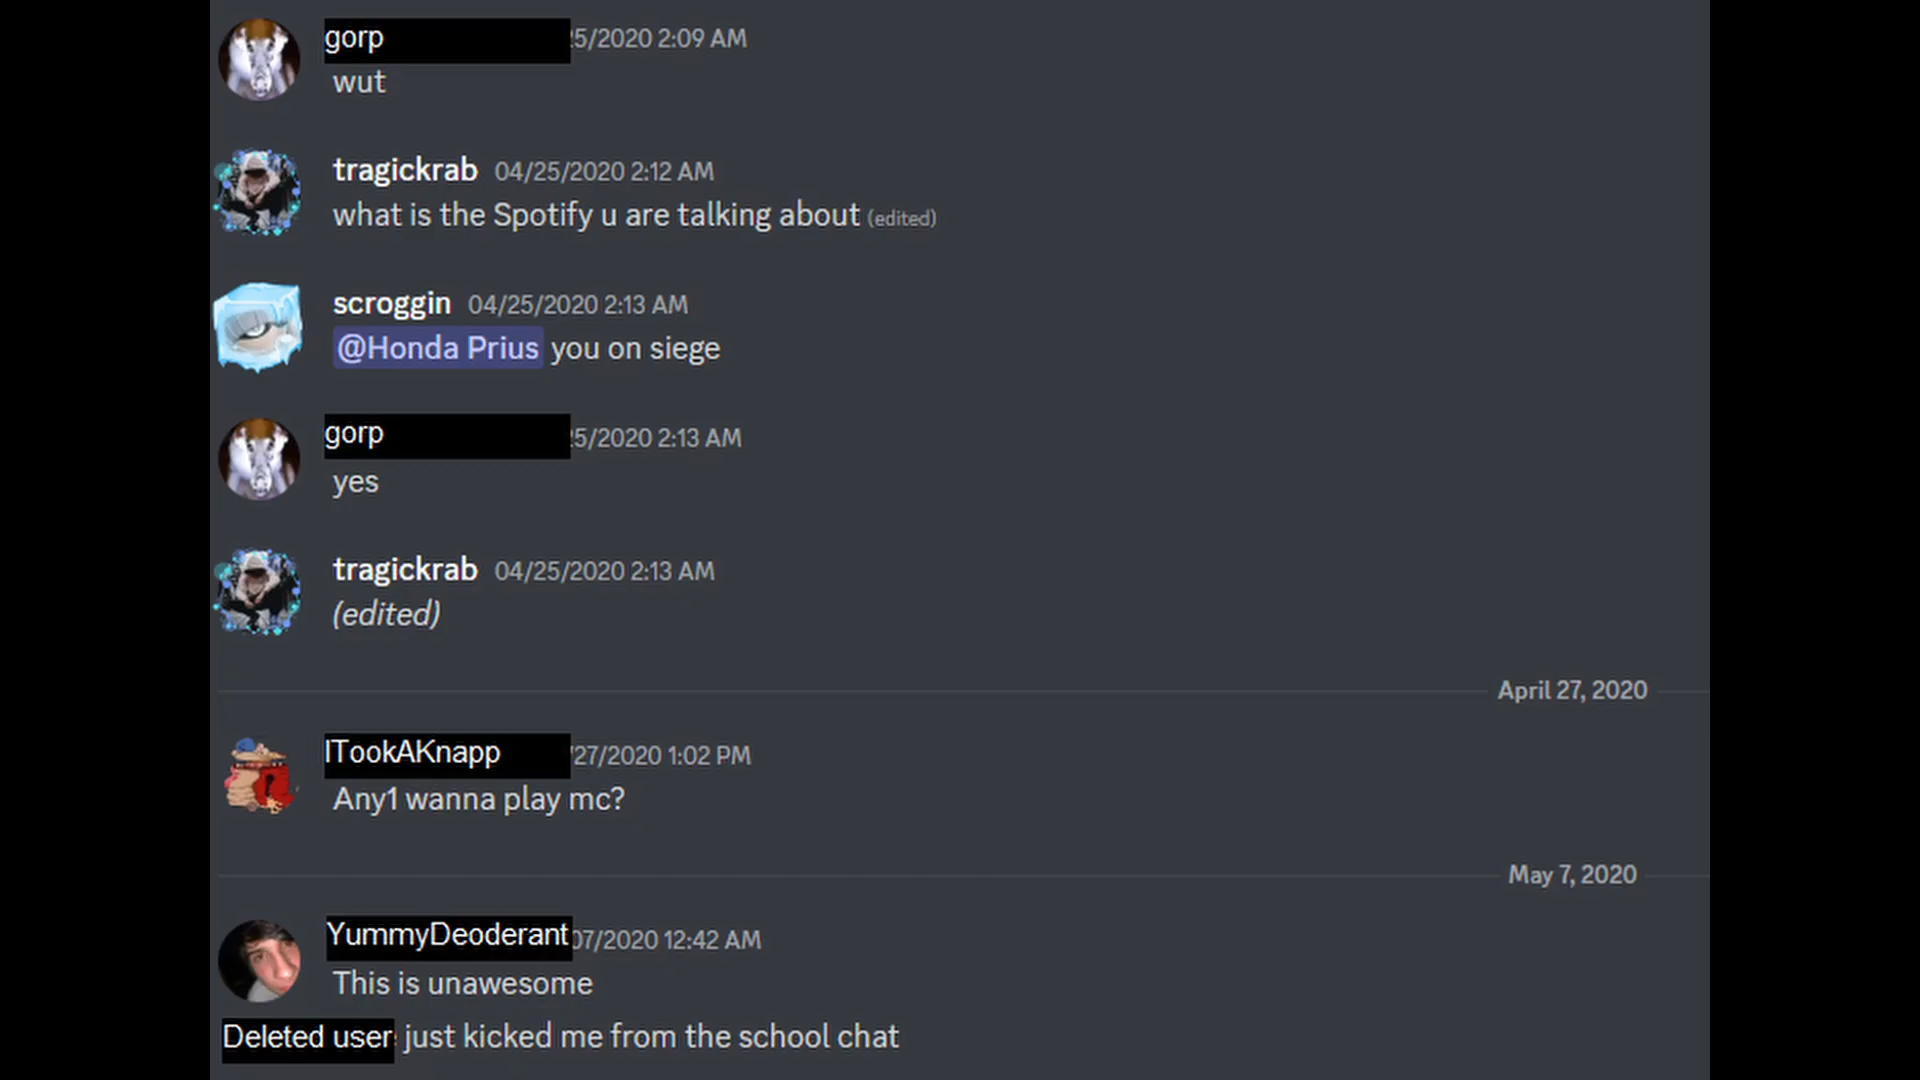 gorp 5/2020 2:09 AM
wut
tragickrab 04/25/2020 2:12 AM
what is the Spotify u are talking about (edited)
scroggin 04/25/2020 2:13 AM
@Honda Prius you on siege
gorp 5/2020 2:13 AM
yes
tragickrab 04/25/2020 2:13 AM
(edited)
April 27, 2020
ITookAKnapp /27/2020 1:02 PM
Any1 wanna play mc?
May 7, 2020
YummyDeoderant 07/2020 12:42 AM
This is unawesome
Deleted user just kicked me from the school chat